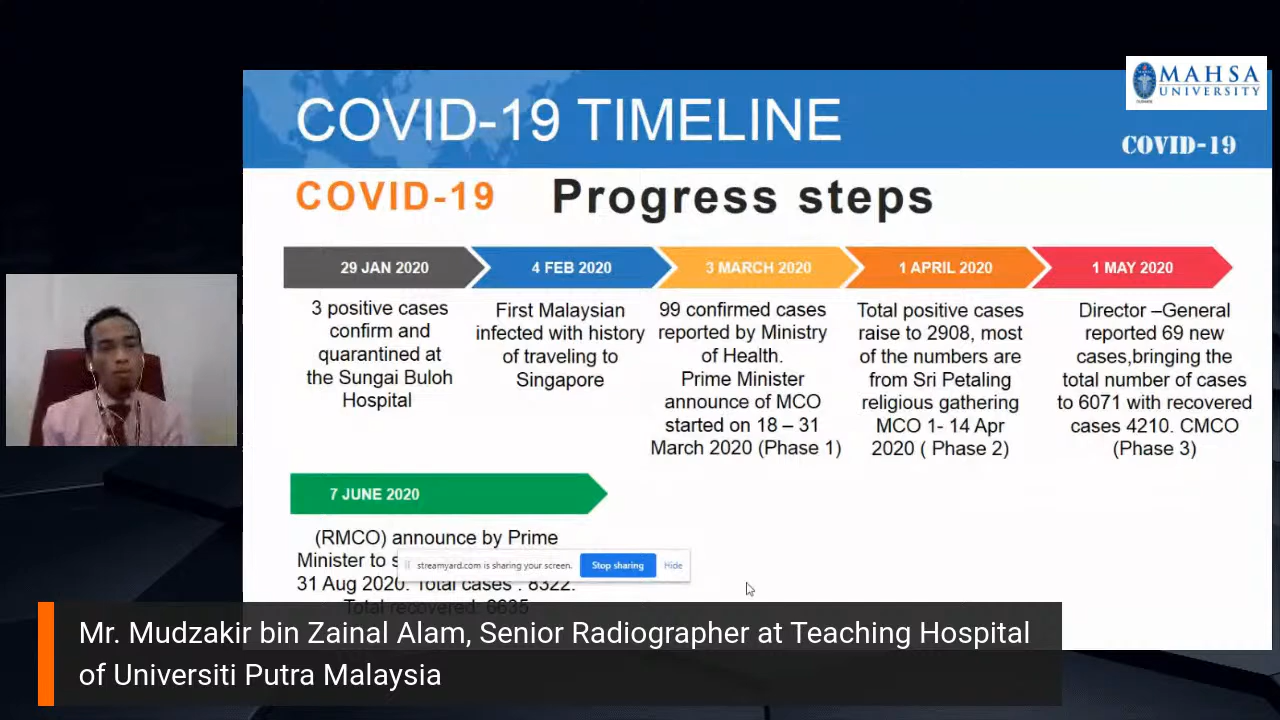 MAHSA
UNIVERSITY
COVID-19 TIMELINE
COVID-19
COVID-19 Progress steps
29 JAN 2020
3 positive cases
confirm and
quarantined at
the Sungai Buloh
Hospital
4 FEB 2020
First Malaysian
infected with history
of traveling to
Singapore
3 MARCH 2020
99 confirmed cases
reported by Ministry
of Health.
Prime Minister
announce of MCO
started on 18 – 31
March 2020 (Phase 1)
1 APRIL 2020
Total positive cases
raise to 2908, most
of the numbers are
from Sri Petaling
religious gathering
MCO 1- 14 Apr
2020 ( Phase 2)
1 MAY 2020
Director –General
reported 69 new
cases,bringing the
total number of cases
to 6071 with recovered
cases 4210. CMCO
(Phase 3)
7 JUNE 2020
(RMCO) announce by Prime
Minister to
31 Aug 2020. Total cases : 8322.
Total recovered: 6635
streamyard.com is sharing your screen.
Stop sharing
Hide
Mr. Mudzakir bin Zainal Alam, Senior Radiographer at Teaching Hospital
of Universiti Putra Malaysia